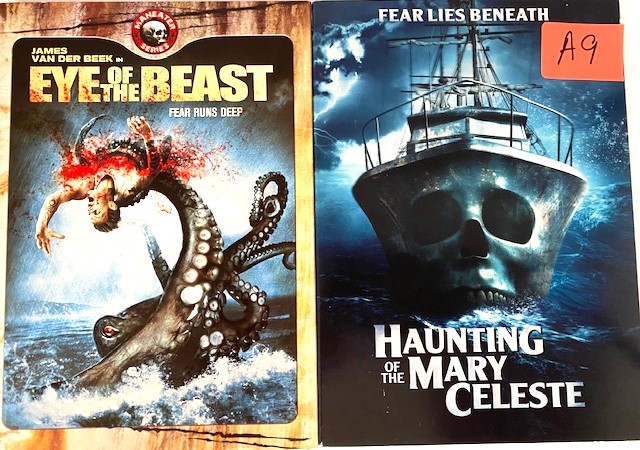 MANEATER
SERIES
JAMES
VAN DER BEEK IN
EYE OF THE BEAST
FEAR RUNS DEEP
FEAR LIES BENEATH
A9
HAUNTING
OF THE MARY
CELESTE